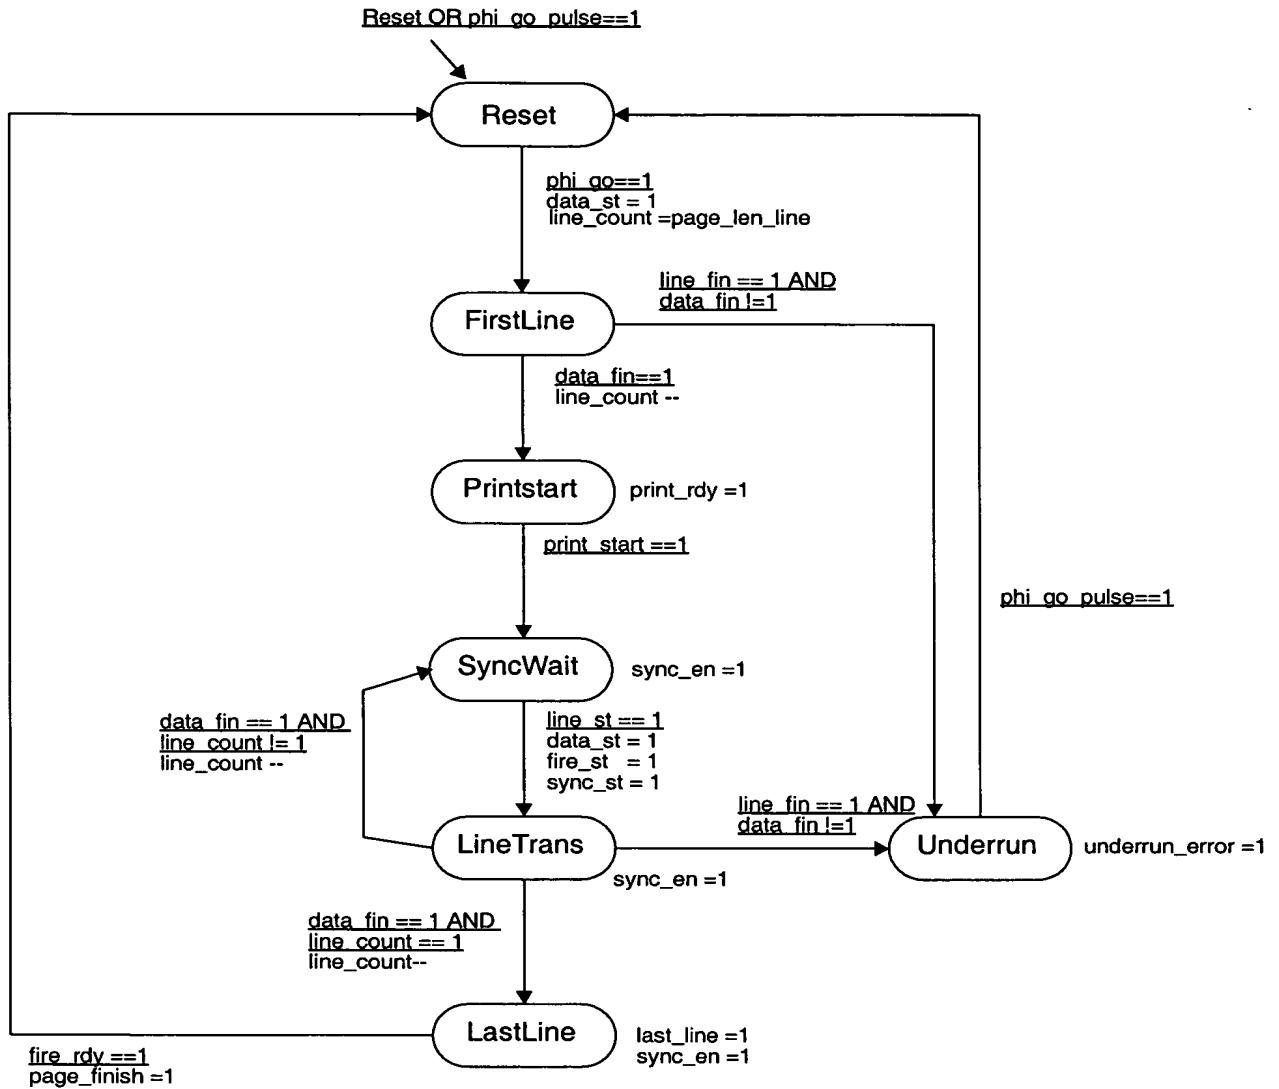 Reset OR phi_go_pulse==1
Reset
phi_go==1
data_st = 1
line_count =page_len_line
line_fin == 1 AND
data_fin !=1
FirstLine
data_fin==1
line_count --
Printstart
print_rdy =1
print_start ==1
phi_go_pulse==1
SyncWait
sync_en =1
data_fin == 1 AND
line_count != 1
line_count --
line_st == 1
data_st = 1
fire_st = 1
sync_st = 1
line_fin == 1 AND
data_fin !=1
LineTrans
sync_en =1
Underrun
underrun_error =1
data_fin == 1 AND
line_count == 1
line_count--
LastLine
last_line =1
sync_en =1
fire_rdy ==1
page_finish =1